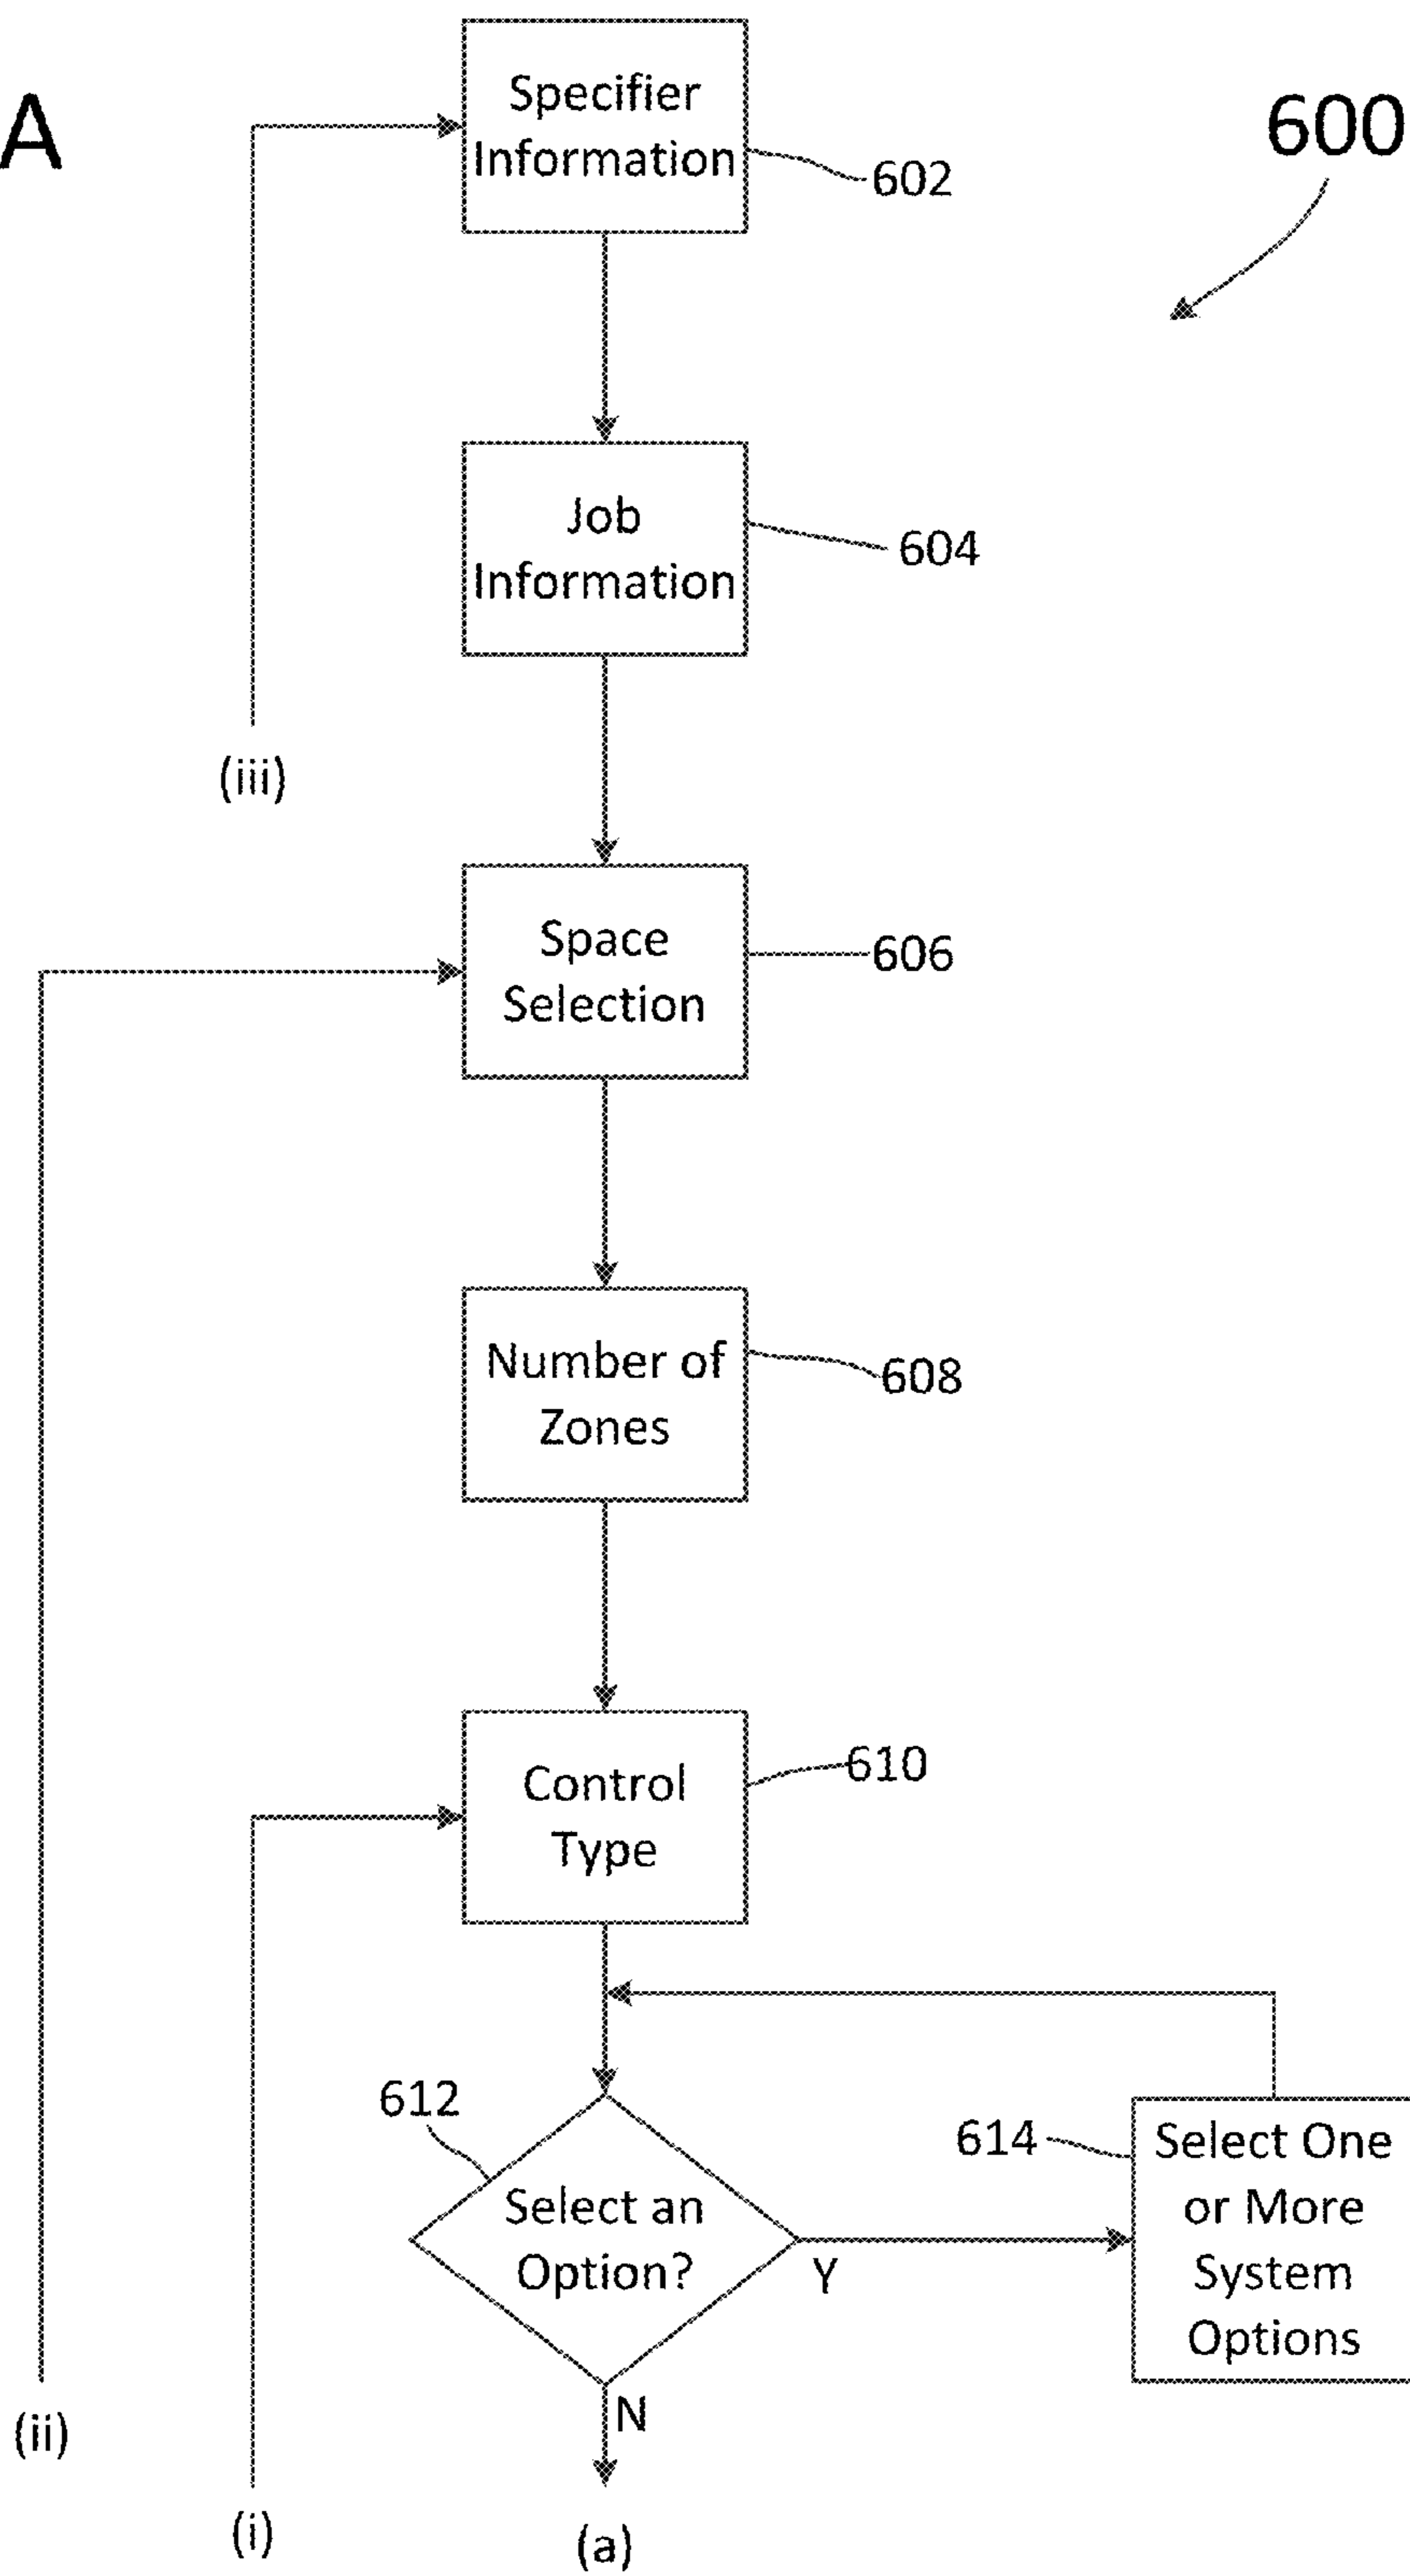 A
600
Specifier
Information
602
Job
Information
604
(iii)
Space
Selection
606
Number of
Zones
608
Control
Type
610
612
Select an
Option?
Y
N
614
Select One
or More
System
Options
(ii)
(i)
(a)